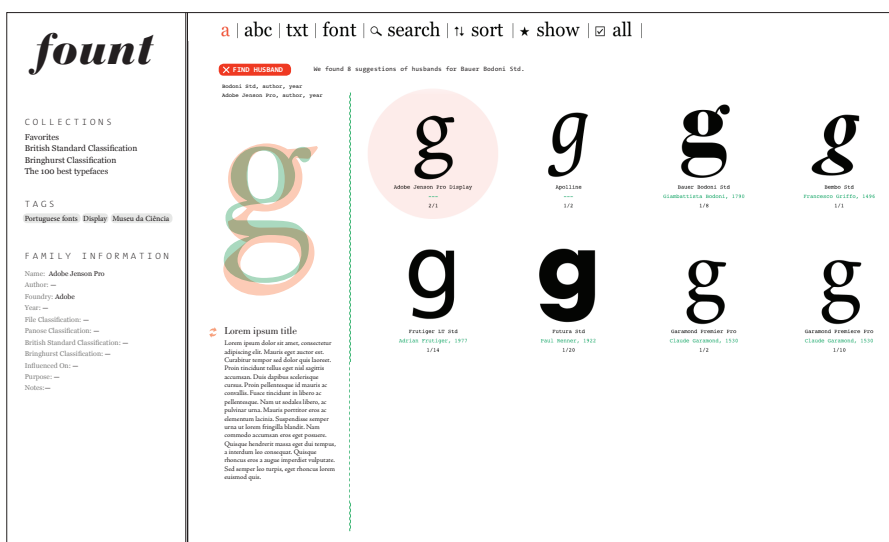 fount
a | abc | txt | font | search | sort | show | all |
COLLECTIONS
Favorites
British Standard Classification
Bringhurst Classification
The 100 best typefaces
TAGS
Portuguese fonts Display Museu da Ciência
FAMILY INFORMATION
Name: Adobe Jenson Pro
Author: —
Foundry: Adobe
Year: —
File Classification: —
Panose Classification: —
British Standard Classification: —
Bringhurst Classification: —
Influenced On: —
Purpose: —
Notes:—
FIND HUSBAND
We found 8 suggestions of husbands for Bauer Bodoni Std.
Bodoni Std, author, year
Adobe Jenson Pro, author, year
g
Lorem ipsum title
Lorem ipsum dolor sit amet, consectetur
adipiscing elit. Mauris eget auctor est.
Curabitur tempor sed dolor quis laoreet.
Proin tincidunt tellus eget nisl sagittis
accumsan. Duis dapibus scelerisque
cursus. Proin pellentesque id mauris ac
convallis. Fusce tincidunt in libero ac
pellentesque. Nam ut sodales libero, ac
pulvinar urna. Mauris porttitor eros ac
elementum lacinia. Suspendisse semper
urna ut lorem fringilla blandit. Nam
commodo accumsan eros eget posuere.
Quisque hendrerit massa eget dui tempus,
a interdum leo consequat. Quisque
rhoncus eros a augue imperdiet vulputate.
Sed semper leo turpis, eget rhoncus lorem
euismod quis.
g
Adobe Jenson Pro Display
---
2/1
g
Apolline
---
1/2
g
Bauer Bodoni Std
Giambattista Bodoni, 1790
1/8
g
Bembo Std
Francesco Griffo, 1496
1/1
g
Frutiger LT Std
Adrian Frutiger, 1977
1/14
g
Futura Std
Paul Renner, 1922
1/20
g
Garamond Premier Pro
Claude Garamond, 1530
1/2
g
Garamond Premiere Pro
Claude Garamond, 1530
1/10